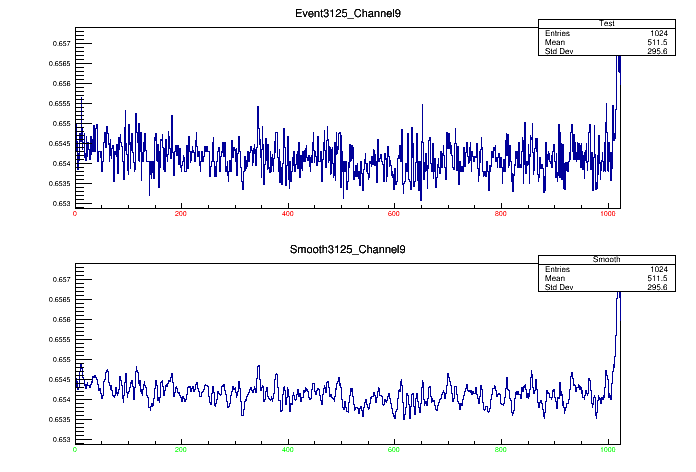 Event3125_Channel9
Test
Entries 1024
Mean 511.5
Std Dev 295.6
0.657
0.6565
0.656
0.6555
0.655
0.6545
0.654
0.6535
0.653
0 200 400 600 800 1000
Smooth3125_Channel9
Smooth
Entries 1024
Mean 511.5
Std Dev 295.6
0.657
0.6565
0.656
0.6555
0.655
0.6545
0.654
0.6535
0.653
0 200 400 600 800 1000